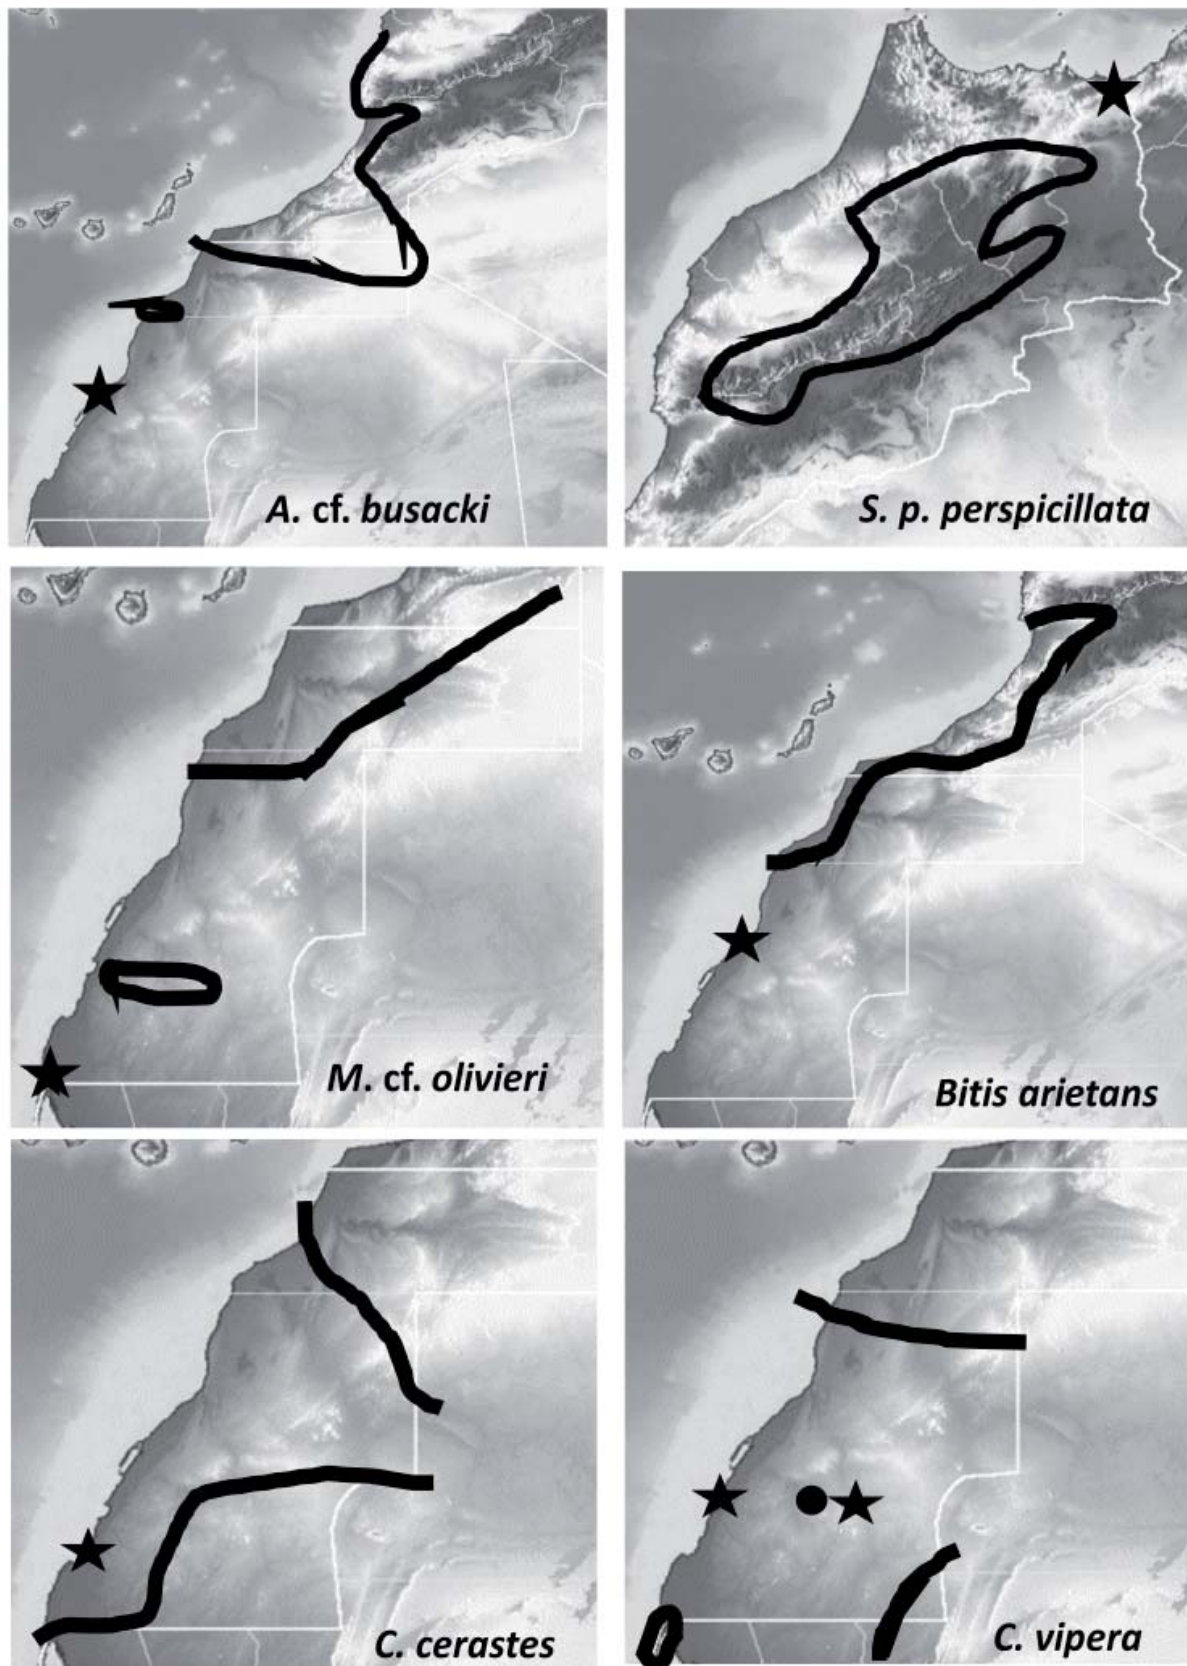 A. cf. busacki
S. p. perspicillata
M. cf. olivieri
Bitis arietans
C. cerastes
C. vipera